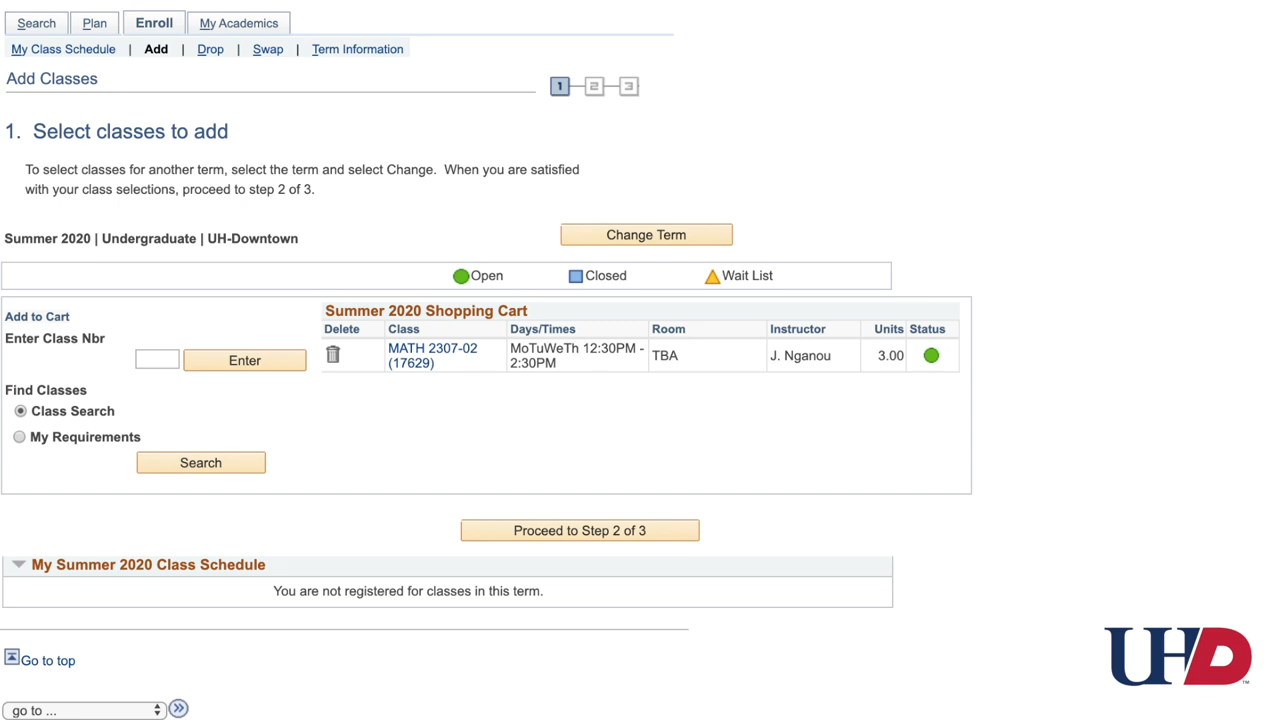 Search Plan Enroll My Academics
My Class Schedule | Add | Drop | Swap | Term Information
Add Classes
1 2 3
1. Select classes to add
To select classes for another term, select the term and select Change. When you are satisfied
with your class selections, proceed to step 2 of 3.
Summer 2020 | Undergraduate | UH-Downtown
Change Term
Open Closed Wait List
Add to Cart
Enter Class Nbr
Enter
Find Classes
Class Search
My Requirements
Search
Summer 2020 Shopping Cart
Delete Class Days/Times Room Instructor Units Status
MATH 2307-02 MoTuWeTh 12:30PM - TBA J. Nganou 3.00
(17629) 2:30PM
Proceed to Step 2 of 3
My Summer 2020 Class Schedule
You are not registered for classes in this term.
Go to top
go to ...
UHD™